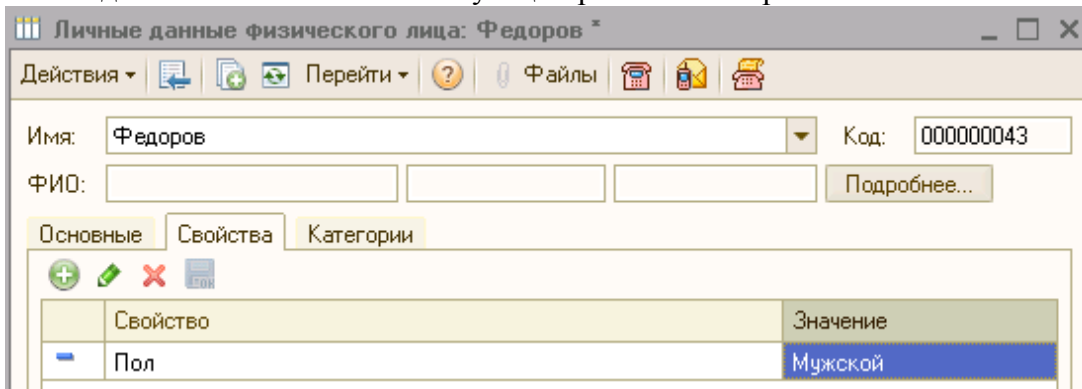 Личные данные физического лица: Федоров *
Действия Перейти ? Файлы
Имя: Федоров Код: 000000043
ФИО: Подробнее...
Основные Свойства Категории
Свойство Значение
Пол Мужской